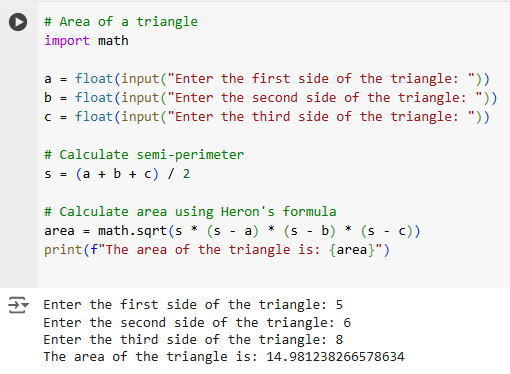 # Area of a triangle
import math
a = float(input("Enter the first side of the triangle: "))
b = float(input("Enter the second side of the triangle: "))
c = float(input("Enter the third side of the triangle: "))
# Calculate semi-perimeter
s = (a + b + c) / 2
# Calculate area using Heron's formula
area = math.sqrt(s * (s - a) * (s - b) * (s - c))
print(f"The area of the triangle is: {area}")
Enter the first side of the triangle: 5
Enter the second side of the triangle: 6
Enter the third side of the triangle: 8
The area of the triangle is: 14.981238266578634